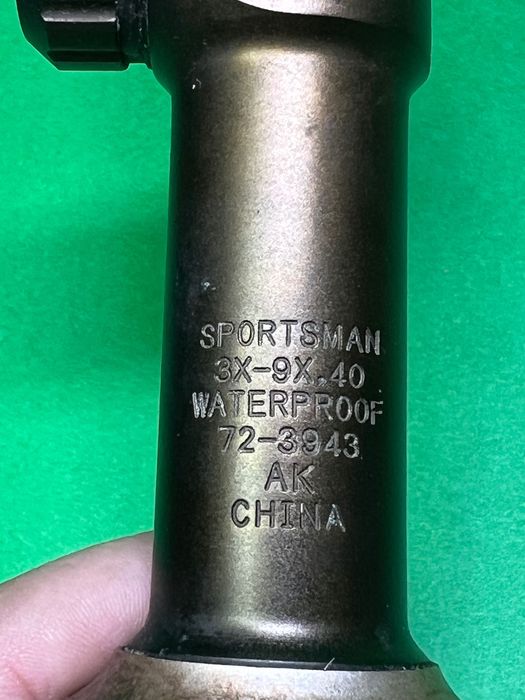 SPORTSMAN
3X-9X.40
WATERPROOF
72-3943
AK
CHINA